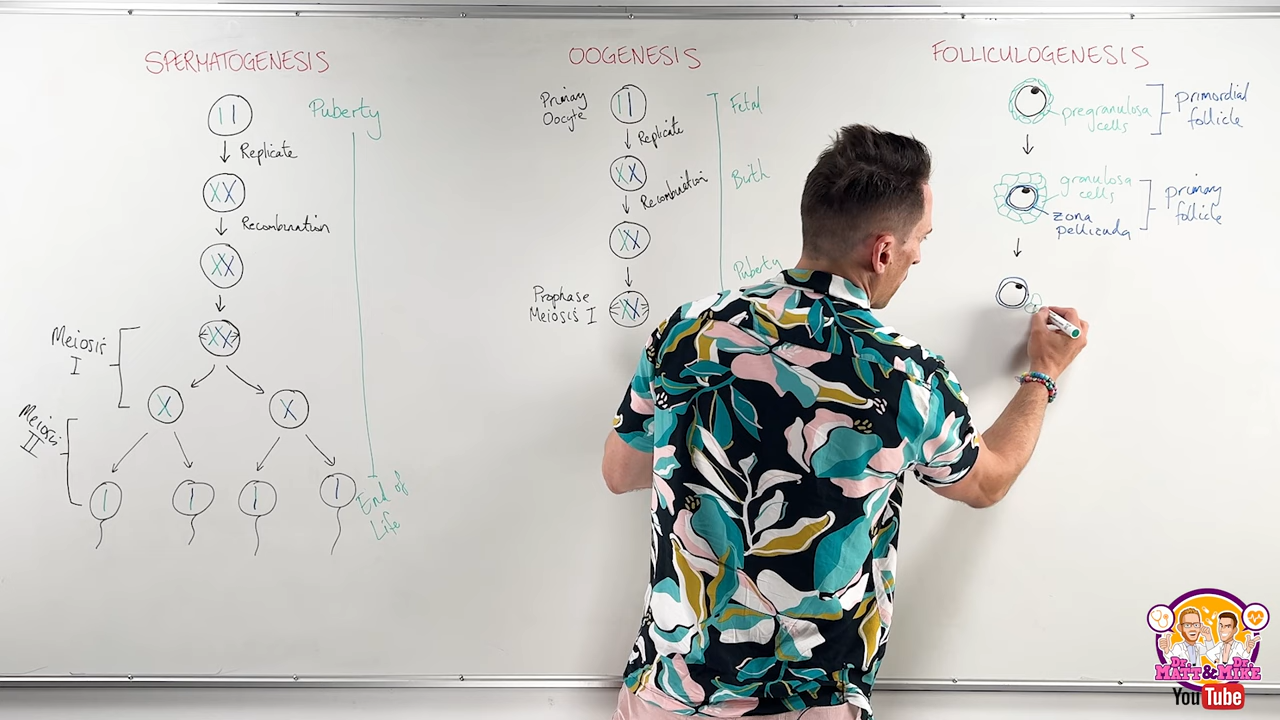 SPERMATOGENESIS
Puberty
Replicate
Recombination
Meiosis
I
Meiosis
II
End of
Life
OOGENESIS
Primary
Oocyte
Replicate
Recombination
Prophase
Meiosis I
Fetal
Birth
Puberty
FOLLICULOGENESIS
pregranulosa
cells
primordial
follicle
granulosa
cells
zona
pellicuda
primary
follicle
DR. MATT & DR. MIKE
YouTube